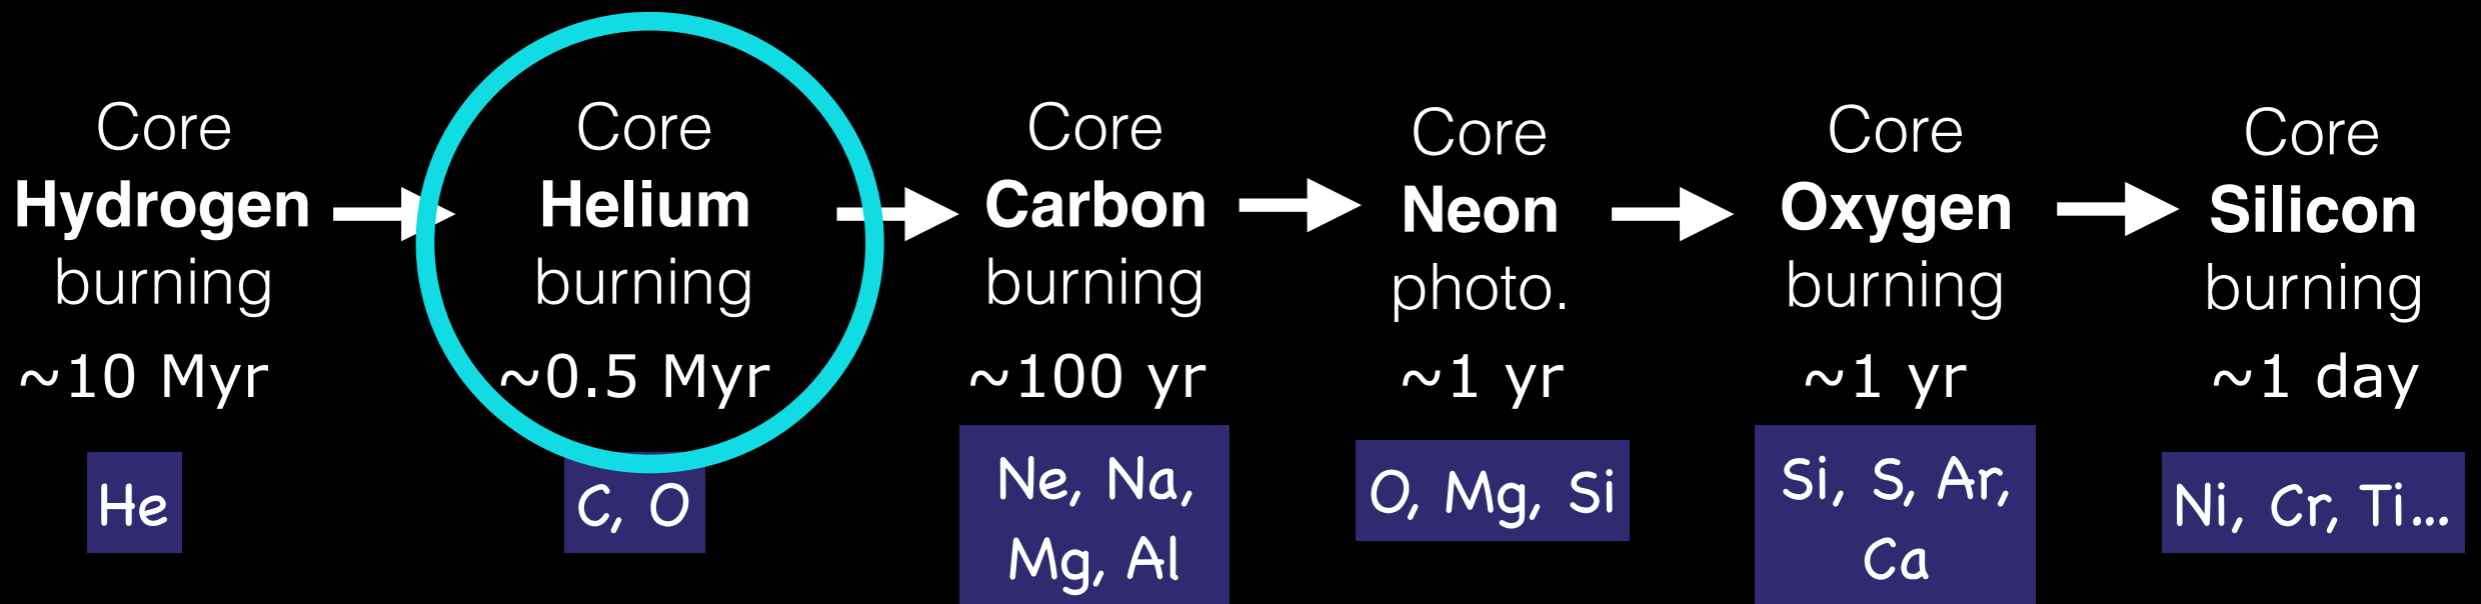 Core
Hydrogen
burning
~10 Myr
He
Core
Helium
burning
~0.5 Myr
C, O
Core
Carbon
burning
~100 yr
Ne, Na,
Mg, Al
Core
Neon
photo.
~1 yr
O, Mg, Si
Core
Oxygen
burning
~1 yr
Si, S, Ar,
Ca
Core
Silicon
burning
~1 day
Ni, Cr, Ti...